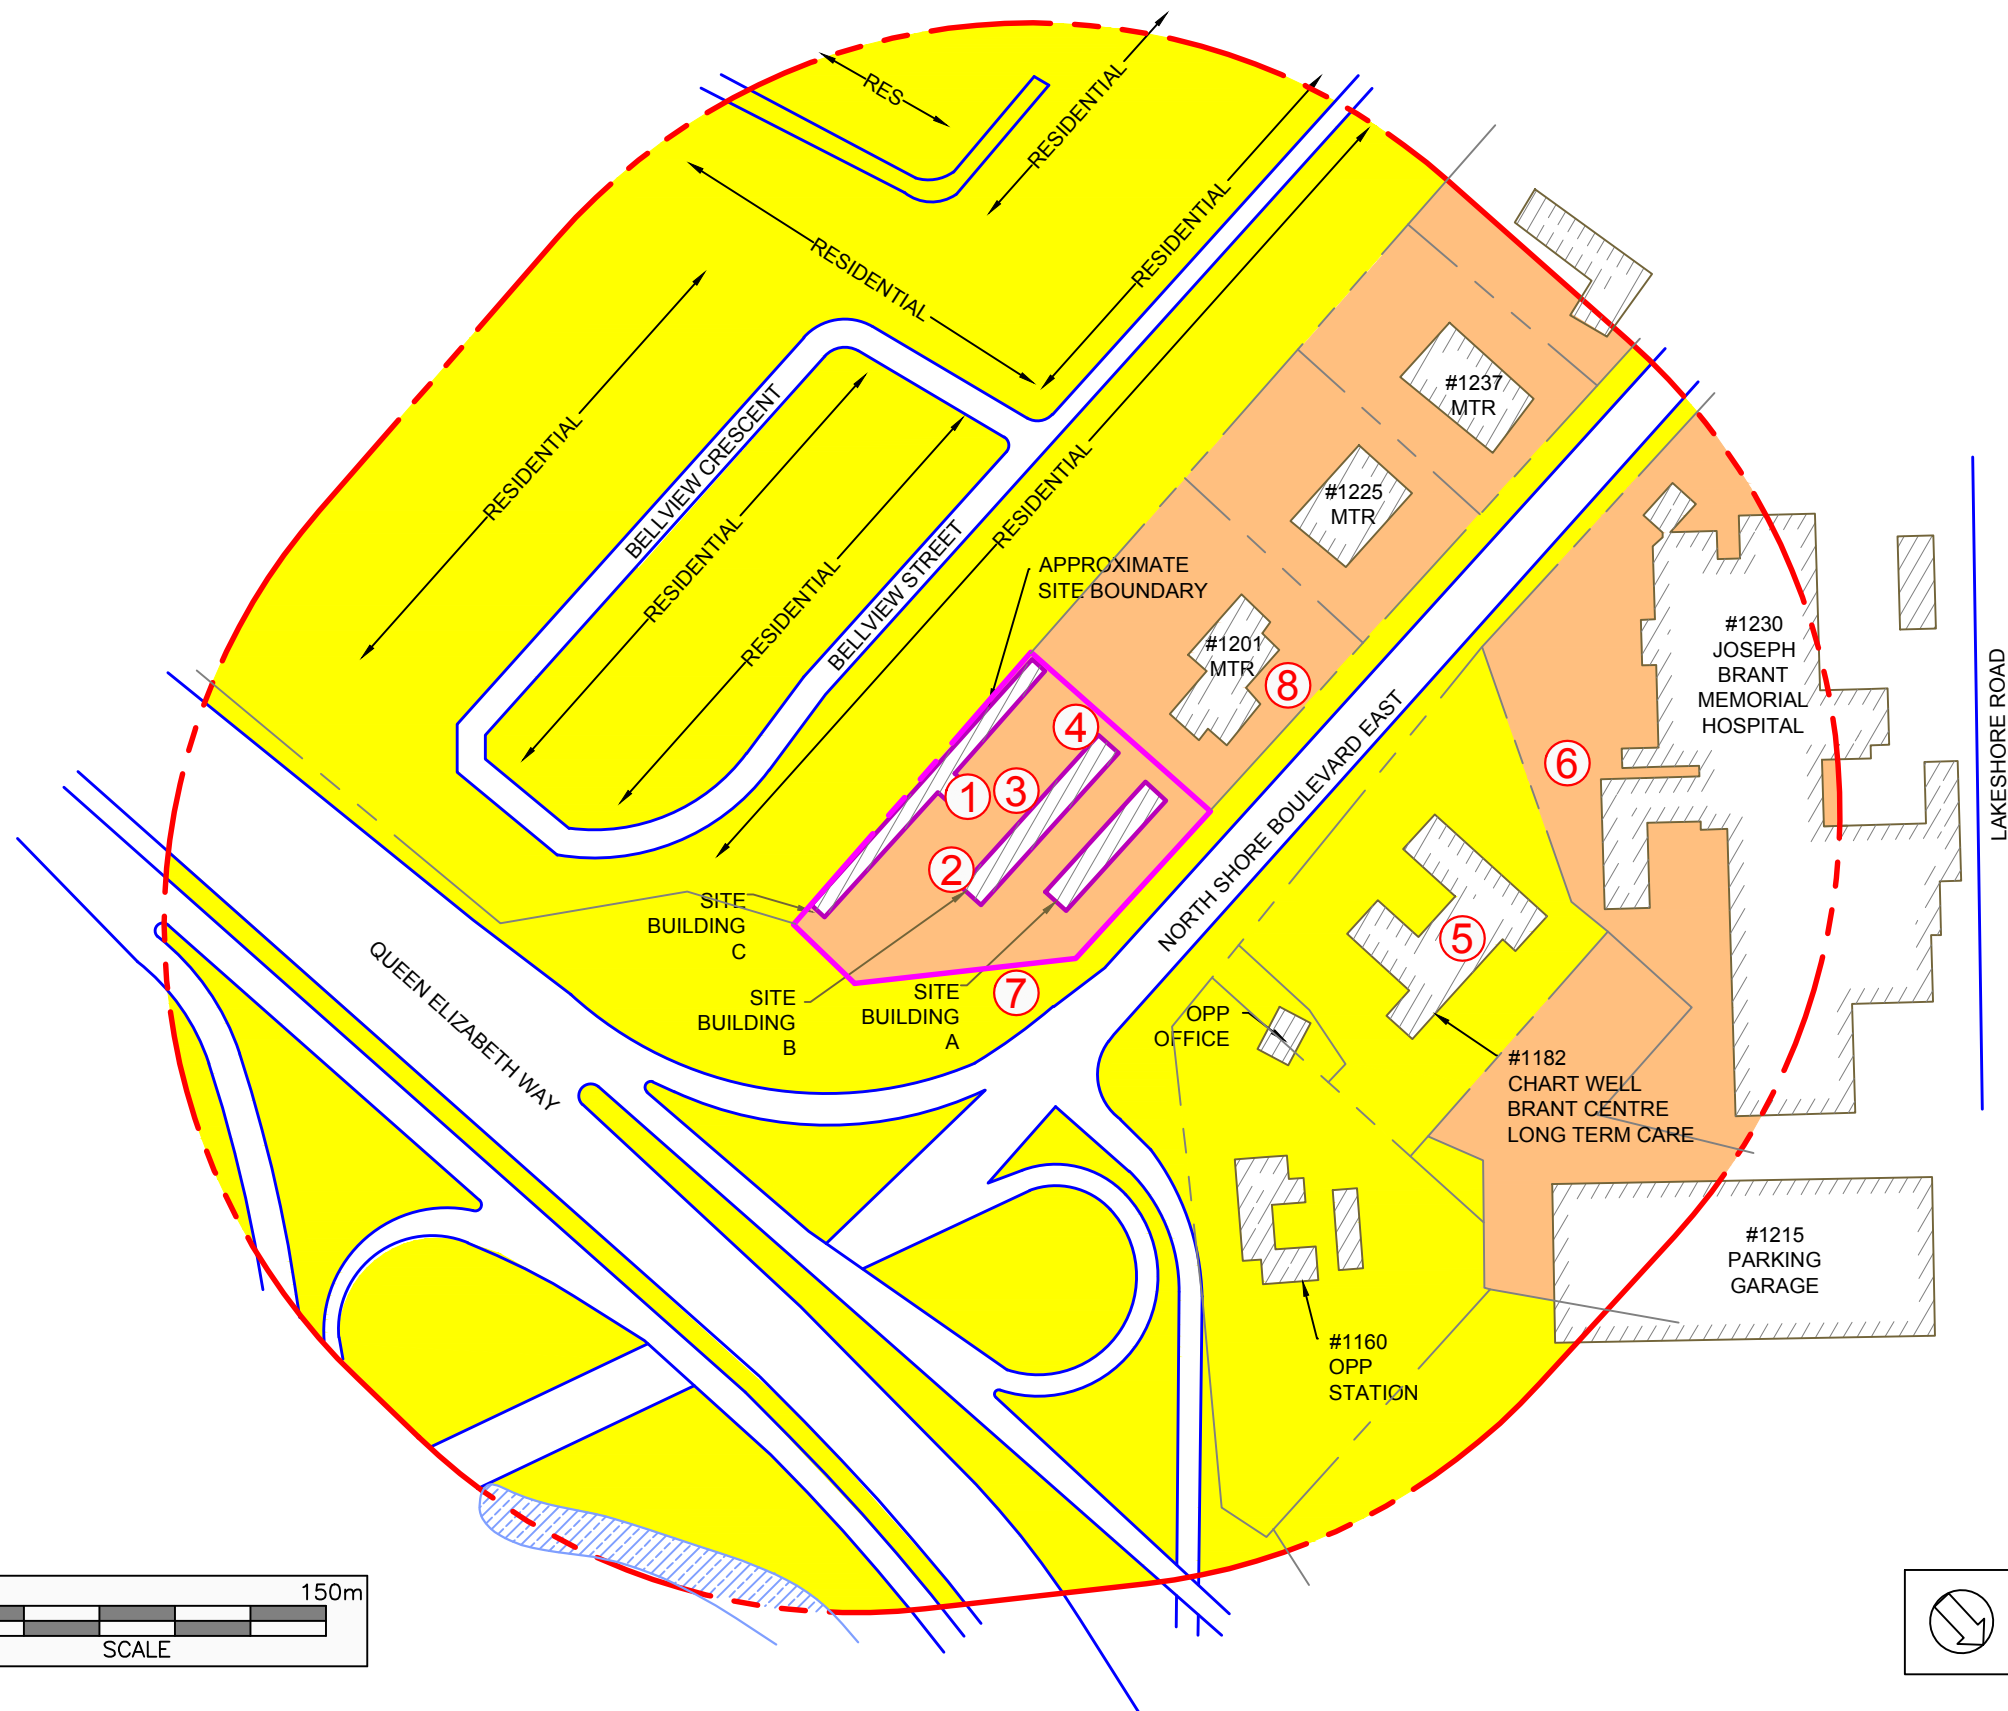 RES
RESIDENTIAL
RESIDENTIAL
RESIDENTIAL
RESIDENTIAL
RESIDENTIAL
RESIDENTIAL
RESIDENTIAL
RESIDENTIAL
BELLVIEW CRESCENT
BELLVIEW STREET
APPROXIMATE
SITE BOUNDARY
#1237
MTR
#1225
MTR
#1201
MTR
8
4
1
3
2
7
5
6
#1230
JOSEPH
BRANT
MEMORIAL
HOSPITAL
LAKESHORE ROAD
NORTH SHORE BOULEVARD EAST
SITE
BUILDING
C
SITE
BUILDING
B
SITE
BUILDING
A
QUEEN ELIZABETH WAY
OPP
OFFICE
#1182
CHART WELL
BRANT CENTRE
LONG TERM CARE
#1215
PARKING
GARAGE
#1160
OPP
STATION
150m
SCALE